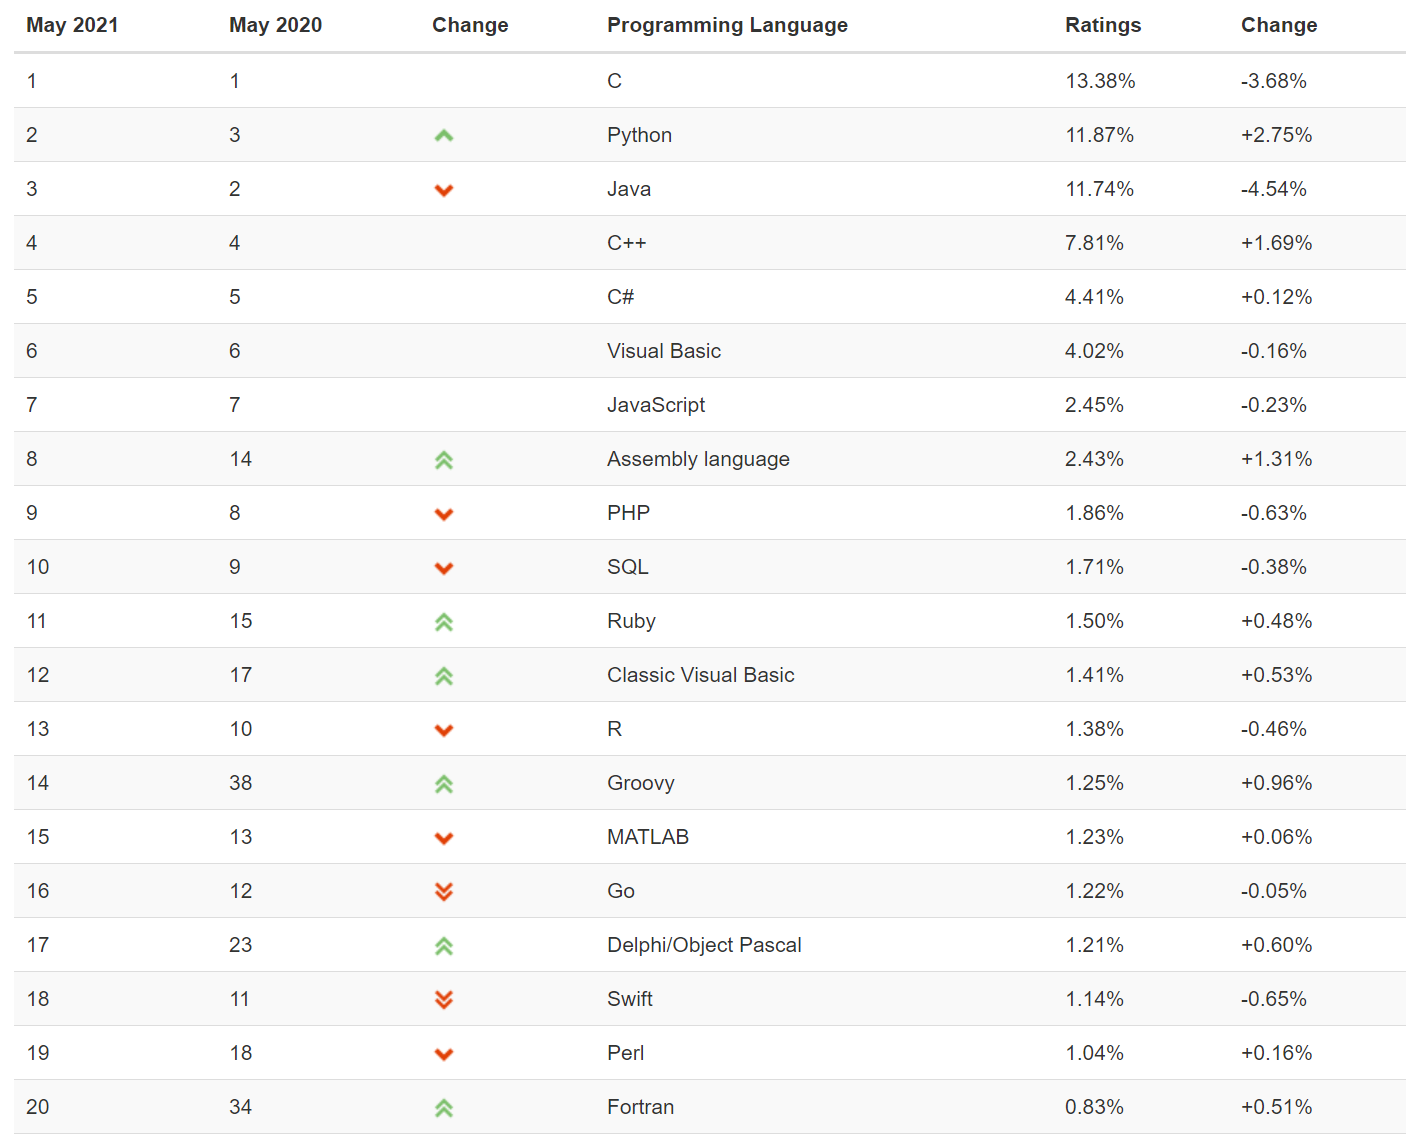 May 2021 May 2020 Change Programming Language Ratings Change
1 1 C 13.38% -3.68%
2 3 Python 11.87% +2.75%
3 2 Java 11.74% -4.54%
4 4 C++ 7.81% +1.69%
5 5 C# 4.41% +0.12%
6 6 Visual Basic 4.02% -0.16%
7 7 JavaScript 2.45% -0.23%
8 14 Assembly language 2.43% +1.31%
9 8 PHP 1.86% -0.63%
10 9 SQL 1.71% -0.38%
11 15 Ruby 1.50% +0.48%
12 17 Classic Visual Basic 1.41% +0.53%
13 10 R 1.38% -0.46%
14 38 Groovy 1.25% +0.96%
15 13 MATLAB 1.23% +0.06%
16 12 Go 1.22% -0.05%
17 23 Delphi/Object Pascal 1.21% +0.60%
18 11 Swift 1.14% -0.65%
19 18 Perl 1.04% +0.16%
20 34 Fortran 0.83% +0.51%